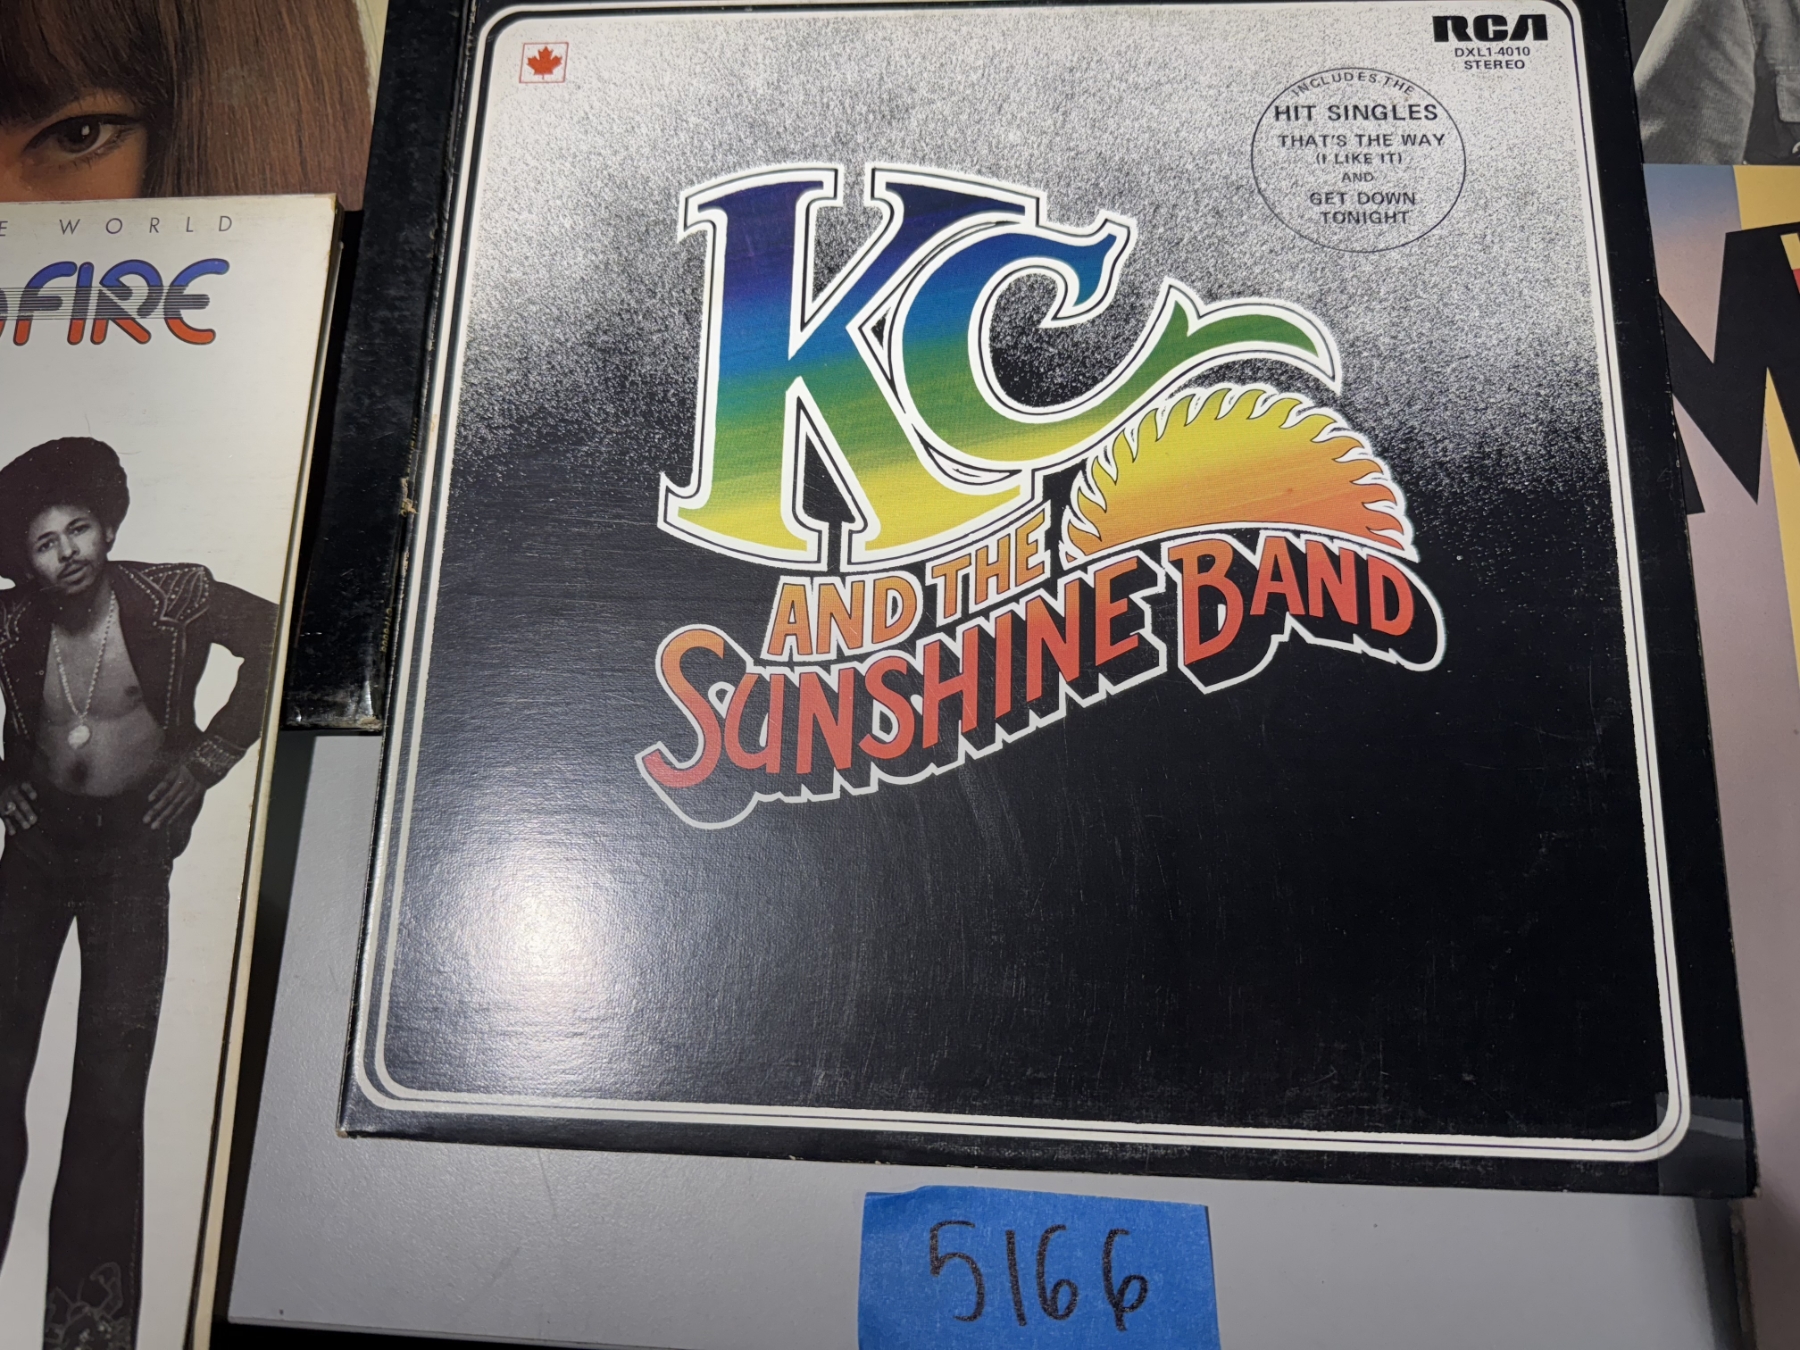 RCA
DXL1-4010
STEREO
INCLUDES THE
HIT SINGLES
THAT'S THE WAY
(I LIKE IT)
AND
GET DOWN
TONIGHT
KC
AND THE
SUNSHINE BAND
WORLD
FIRE
5166